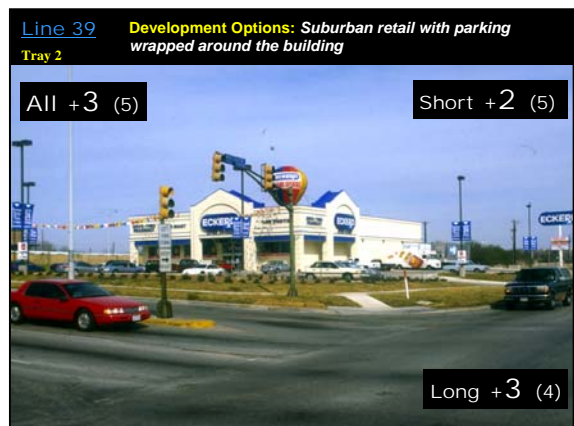 Line 39
Tray 2
Development Options: Suburban retail with parking
wrapped around the building
All +3 (5)
Short +2 (5)
ECKERD
ECKERD
Long +3 (4)